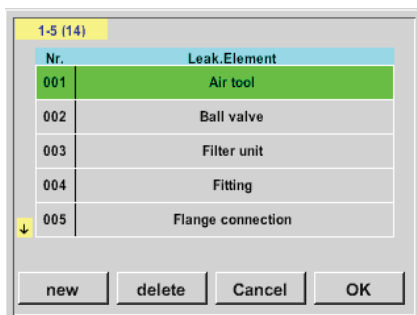 1-5 (14)
Nr. Leak.Element
001 Air tool
002 Ball valve
003 Filter unit
004 Fitting
005 Flange connection
↓
new delete Cancel OK